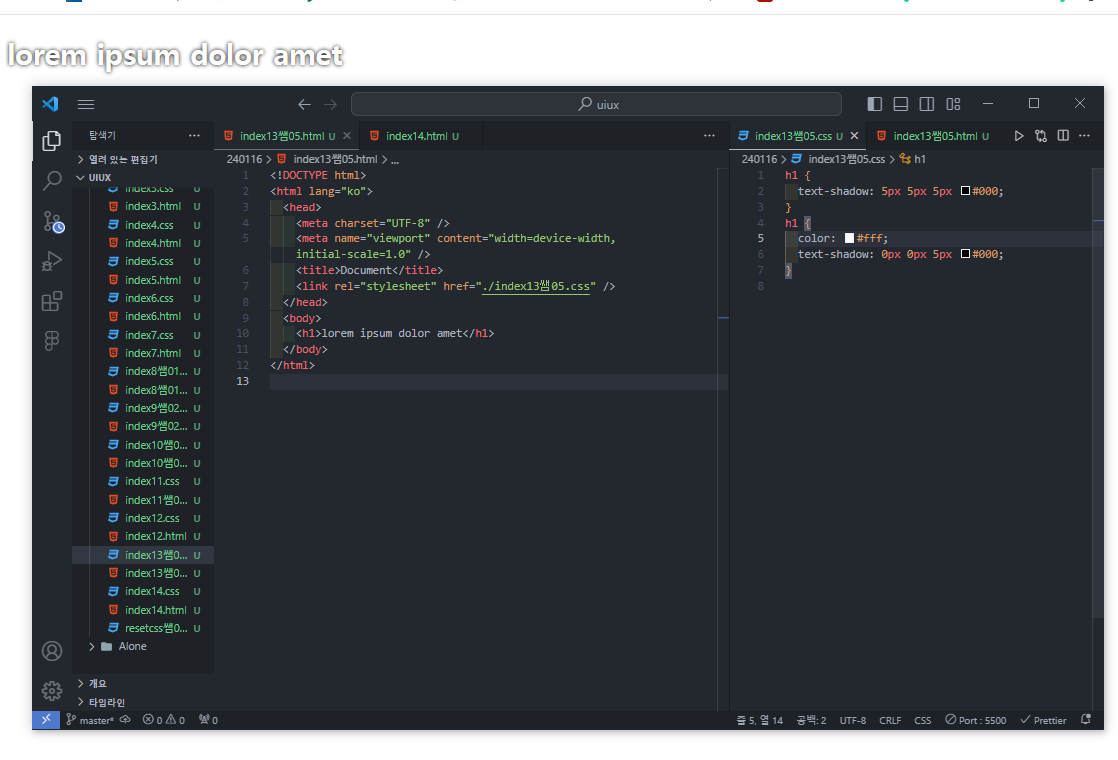 lorem ipsum dolor amet
uiux
탐색기 ···
index13쌤05.html U ×
index14.html U
···
index13쌤05.css U ×
index13쌤05.html U
···
열려 있는 편집기
240116 > index13쌤05.html > ...
240116 > index13쌤05.css > h1
UIUX
index3.css U
index3.html U
index4.css U
index4.html U
index5.css U
index5.html U
index6.css U
index6.html U
index7.css U
index7.html U
index8쌤01... U
index8쌤01... U
index9쌤02... U
index9쌤02... U
index10쌤0... U
index10쌤0... U
index11.css U
index11쌤0... U
index12.css U
index12.html U
index13쌤0... U
index13쌤0... U
index14.css U
index14.html U
resetcss쌤0... U
Alone
개요
타임라인
1 <!DOCTYPE html>
2 <html lang="ko">
3 <head>
4 <meta charset="UTF-8" />
5 <meta name="viewport" content="width=device-width,
initial-scale=1.0" />
6 <title>Document</title>
7 <link rel="stylesheet" href="./index13쌤05.css" />
8 </head>
9 <body>
10 <h1>lorem ipsum dolor amet</h1>
11 </body>
12 </html>
13
1 h1 {
2 text-shadow: 5px 5px 5px #000;
3 }
4 h1 {
5 color: #fff;
6 text-shadow: 0px 0px 5px #000;
7 }
8
master* 0 0 0
줄 5, 열 14 공백: 2 UTF-8 CRLF CSS Port : 5500 Prettier